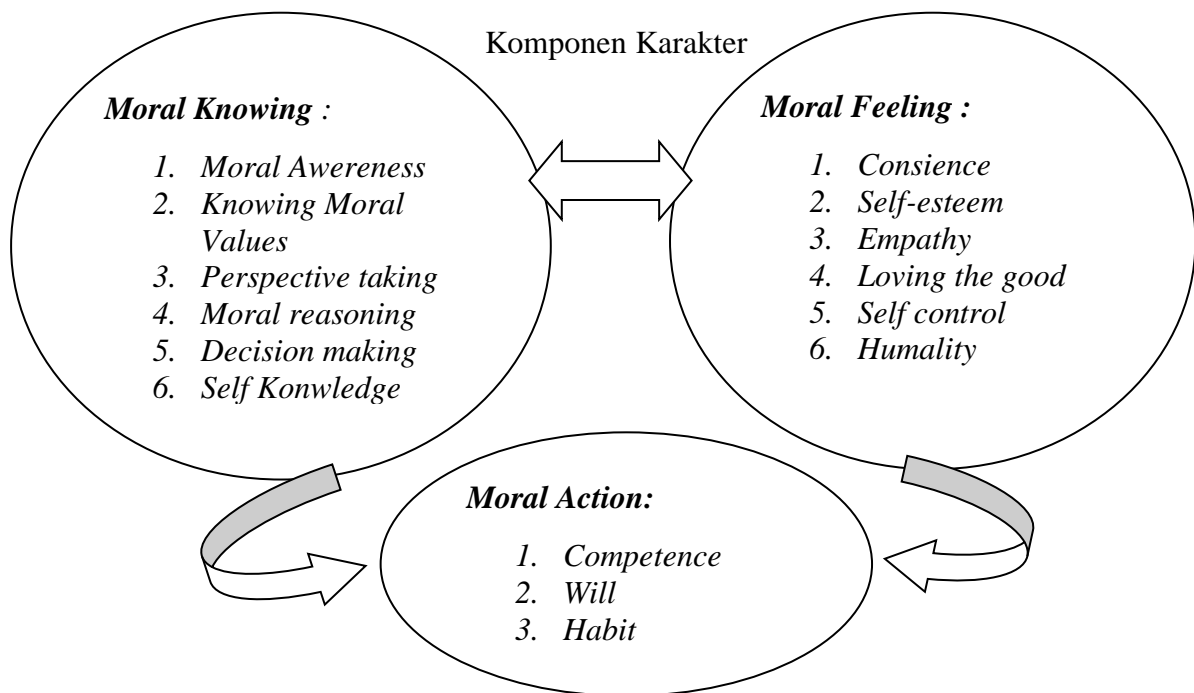 Komponen Karakter
Moral Knowing :
1. Moral Awereness
2. Knowing Moral
Values
3. Perspective taking
4. Moral reasoning
5. Decision making
6. Self Konwledge
Moral Feeling :
1. Consience
2. Self-esteem
3. Empathy
4. Loving the good
5. Self control
6. Humality
Moral Action:
1. Competence
2. Will
3. Habit